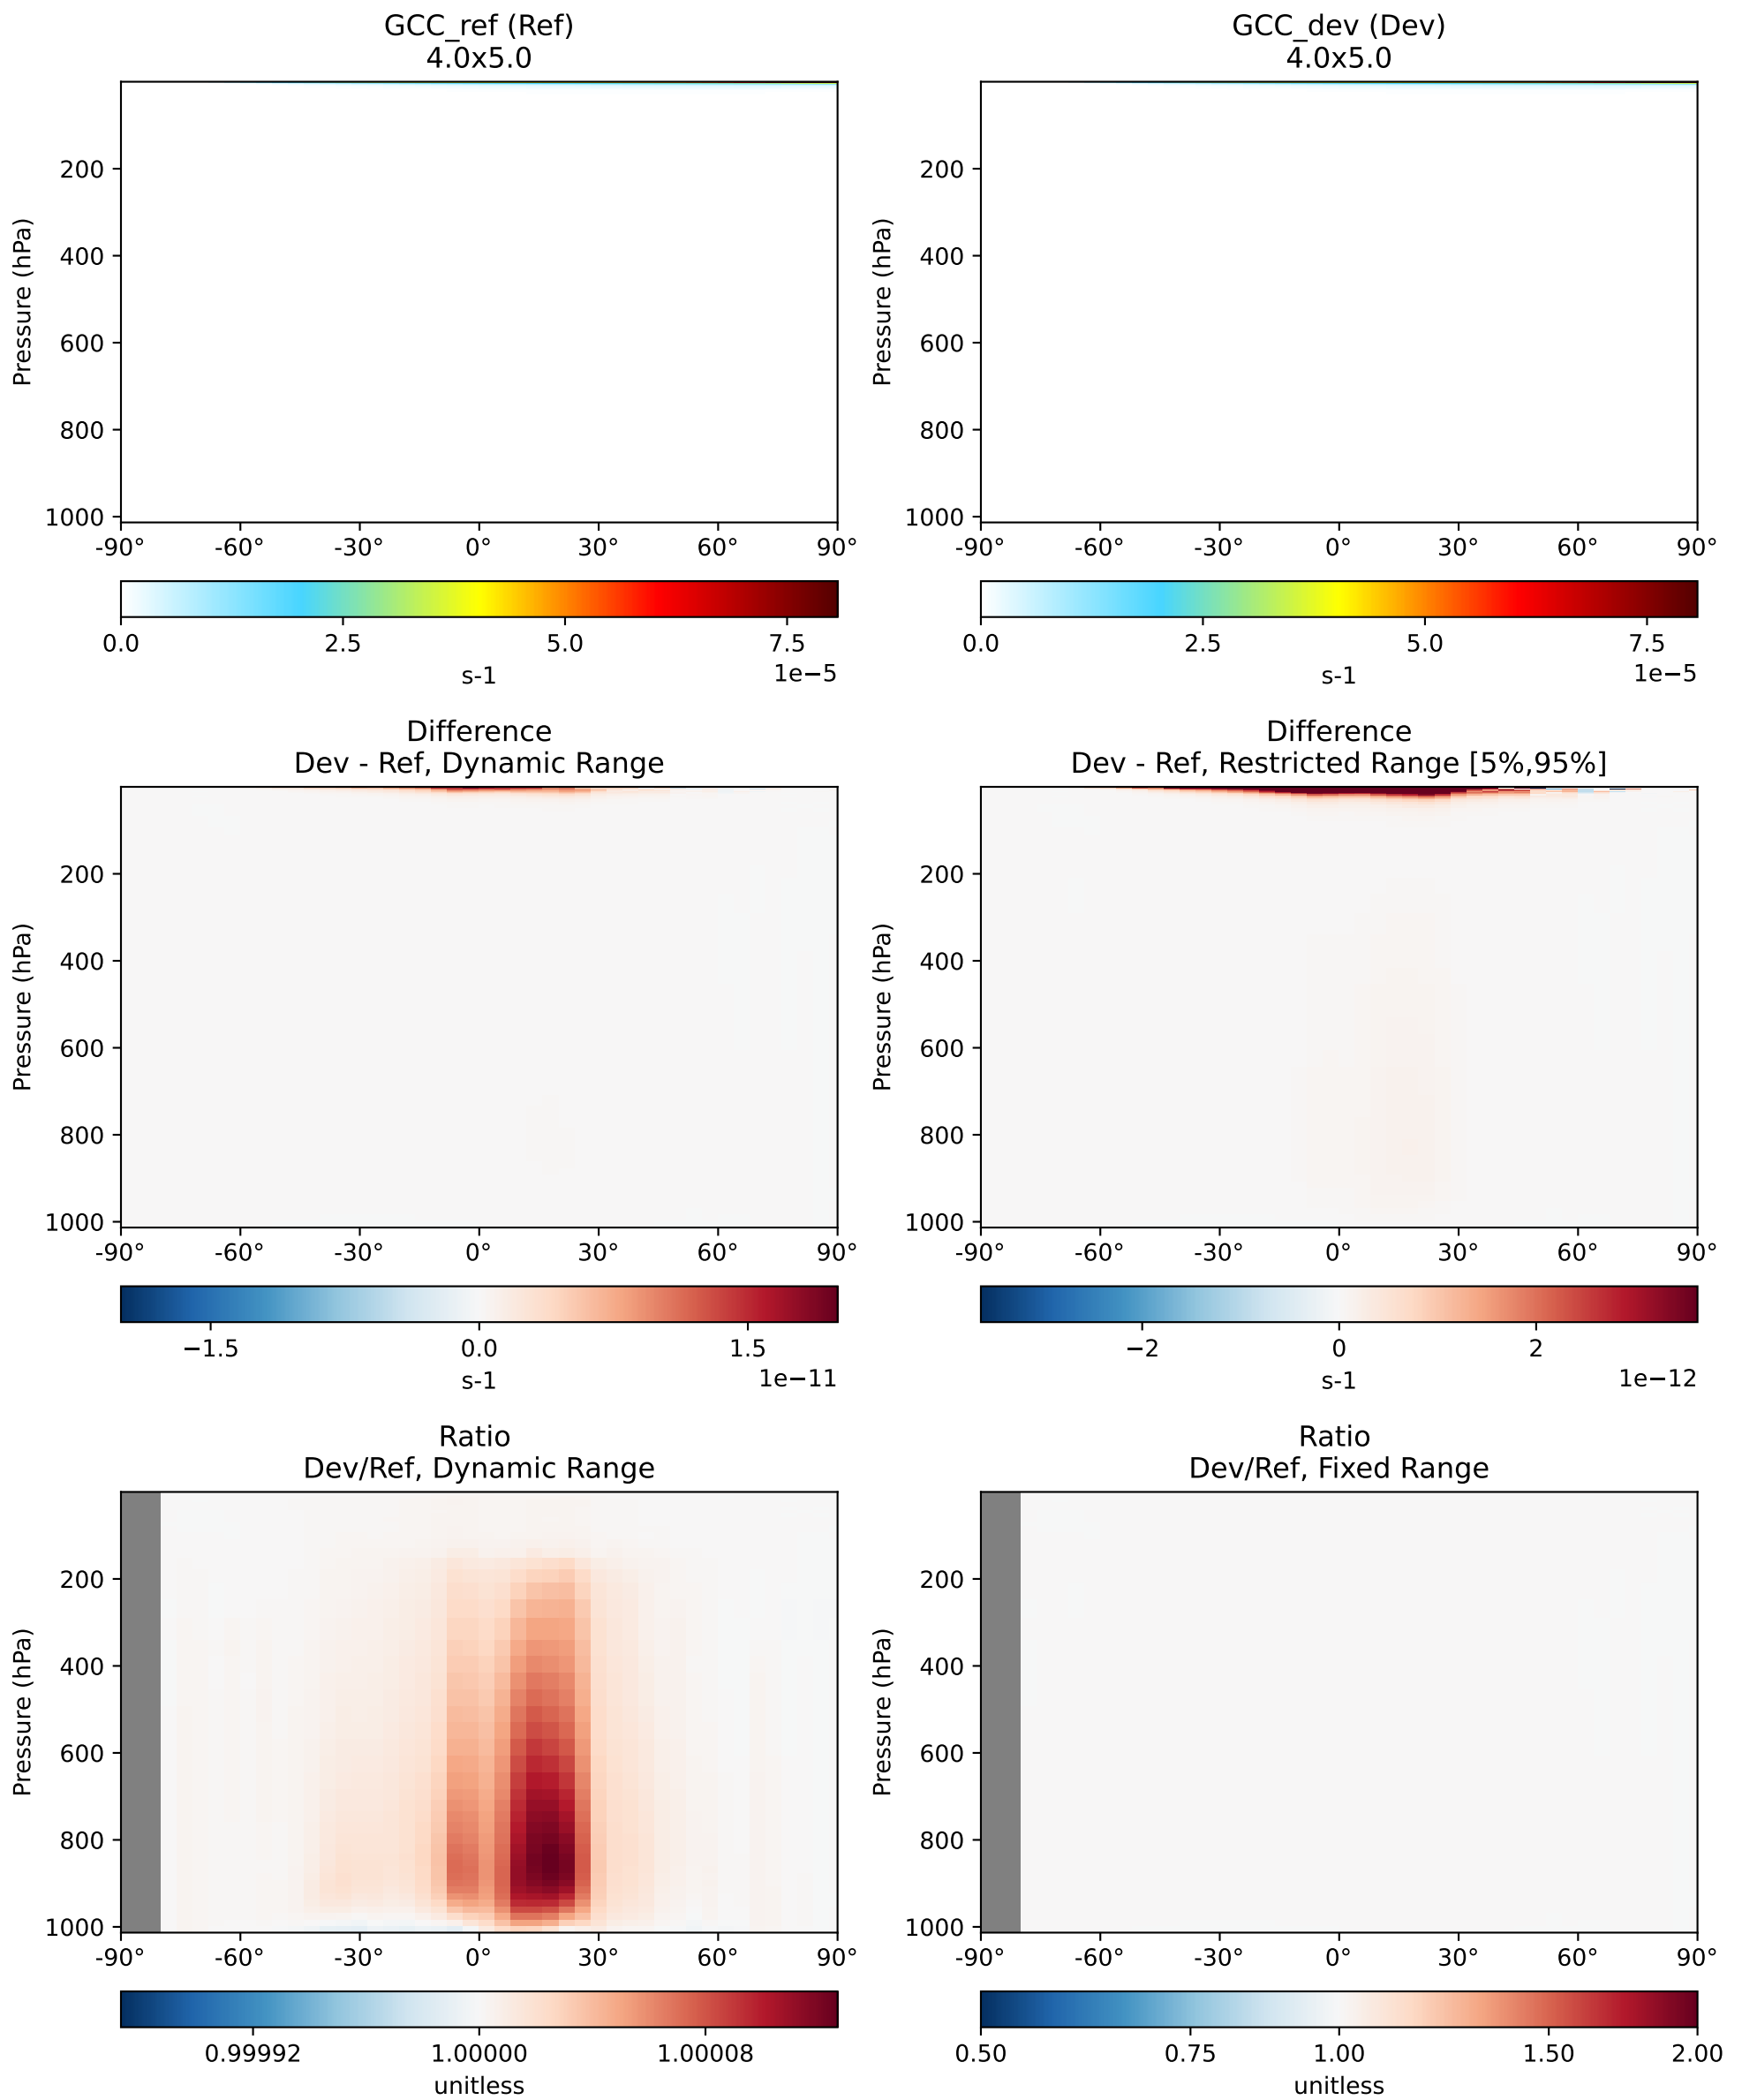 GCC_ref (Ref)
4.0x5.0
Pressure (hPa)
200
400
600
800
1000
-90° -60° -30° 0° 30° 60° 90°
0.0 2.5 5.0 7.5
s-1
1e−5
GCC_dev (Dev)
4.0x5.0
Pressure (hPa)
200
400
600
800
1000
-90° -60° -30° 0° 30° 60° 90°
0.0 2.5 5.0 7.5
s-1
1e−5
Difference
Dev - Ref, Dynamic Range
Pressure (hPa)
200
400
600
800
1000
-90° -60° -30° 0° 30° 60° 90°
−1.5 0.0 1.5
s-1
1e−11
Difference
Dev - Ref, Restricted Range [5%,95%]
Pressure (hPa)
200
400
600
800
1000
-90° -60° -30° 0° 30° 60° 90°
−2 0 2
s-1
1e−12
Ratio
Dev/Ref, Dynamic Range
Pressure (hPa)
200
400
600
800
1000
-90° -60° -30° 0° 30° 60° 90°
0.99992 1.00000 1.00008
unitless
Ratio
Dev/Ref, Fixed Range
Pressure (hPa)
200
400
600
800
1000
-90° -60° -30° 0° 30° 60° 90°
0.50 0.75 1.00 1.50 2.00
unitless